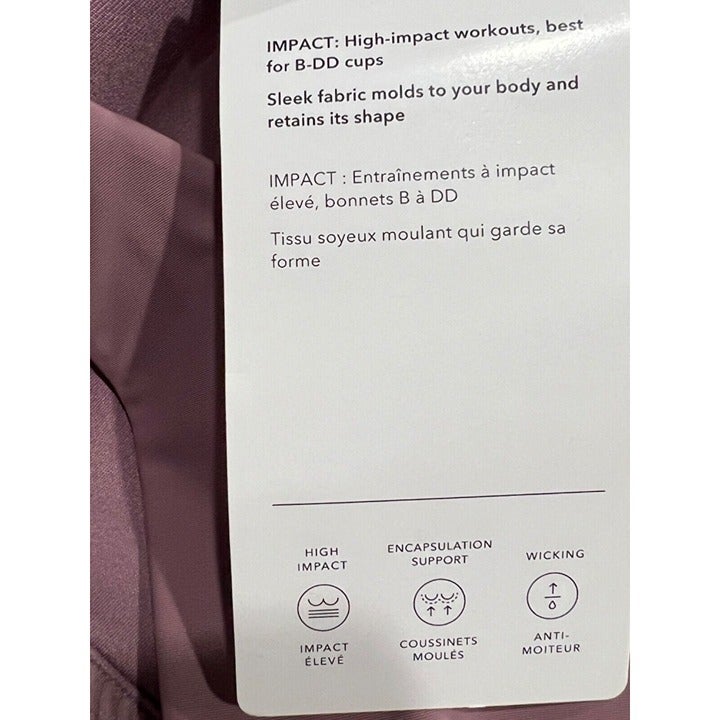 IMPACT: High-impact workouts, best
for B-DD cups
Sleek fabric molds to your body and
retains its shape
IMPACT : Entraînements à impact
élevé, bonnets B à DD
Tissu soyeux moulant qui garde sa
forme
HIGH
IMPACT
IMPACT
ÉLEVÉ
ENCAPSULATION
SUPPORT
COUSSINETS
MOULÉS
WICKING
ANTI-
MOITEUR